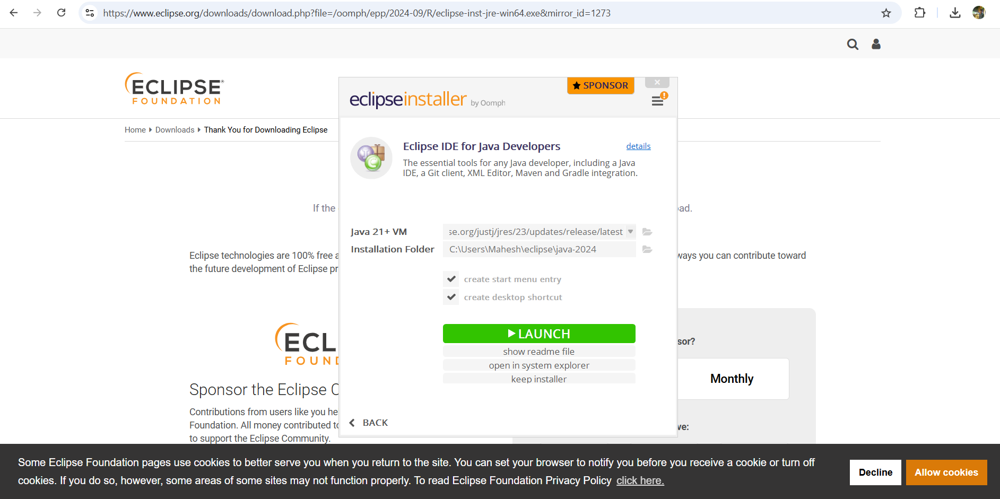 https://www.eclipse.org/downloads/download.php?file=/oomph/epp/2024-09/R/eclipse-inst-jre-win64.exe&mirror_id=1273
ECLIPSE®
FOUNDATION
Home Downloads Thank You for Downloading Eclipse
SPONSOR
eclipseinstaller by Oomph
Eclipse IDE for Java Developers
details
The essential tools for any Java developer, including a Java
IDE, a Git client, XML Editor, Maven and Gradle integration.
If the
Java 21+ VM
se.org/justj/jres/23/updates/release/latest
Installation Folder
C:\Users\Mahesh\eclipse\java-2024
Eclipse technologies are 100% free
ways you can contribute toward
the future development of Eclipse pr
create start menu entry
create desktop shortcut
LAUNCH
show readme file
open in system explorer
keep installer
BACK
ECL
FOUND
sor?
Monthly
Sponsor the Eclipse C
Contributions from users like you he
Foundation. All money contributed to
to support the Eclipse Community.
ve:
Some Eclipse Foundation pages use cookies to better serve you when you return to the site. You can set your browser to notify you before you receive a cookie or turn off
cookies. If you do so, however, some areas of some sites may not function properly. To read Eclipse Foundation Privacy Policy click here.
Decline
Allow cookies